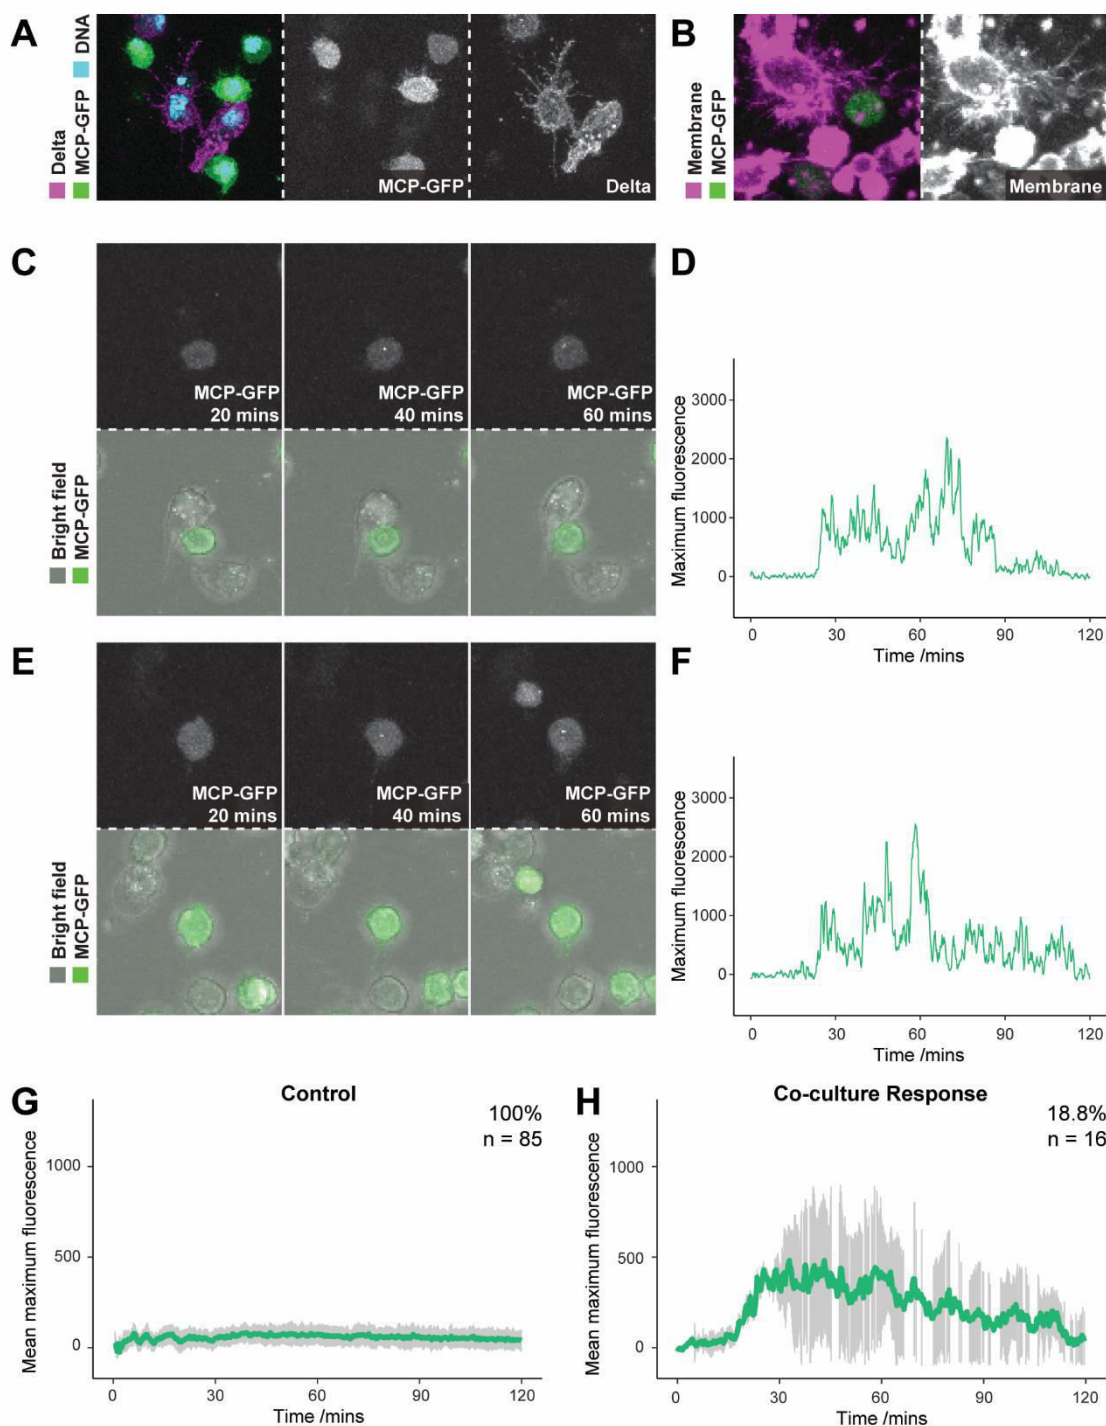 A
Delta
MCP-GFP
DNA
MCP-GFP
Delta
B
Membrane
MCP-GFP
Membrane
C
MCP-GFP
20 mins
MCP-GFP
40 mins
MCP-GFP
60 mins
Bright field
MCP-GFP
D
Maximum fluorescence
3000
2000
1000
0
0 30 60 90 120
Time /mins
E
MCP-GFP
20 mins
MCP-GFP
40 mins
MCP-GFP
60 mins
Bright field
MCP-GFP
F
Maximum fluorescence
3000
2000
1000
0
0 30 60 90 120
Time /mins
G
Control
100%
n = 85
Mean maximum fluorescence
1000
500
0
0 30 60 90 120
Time /mins
H
Co-culture Response
18.8%
n = 16
Mean maximum fluorescence
1000
500
0
0 30 60 90 120
Time /mins